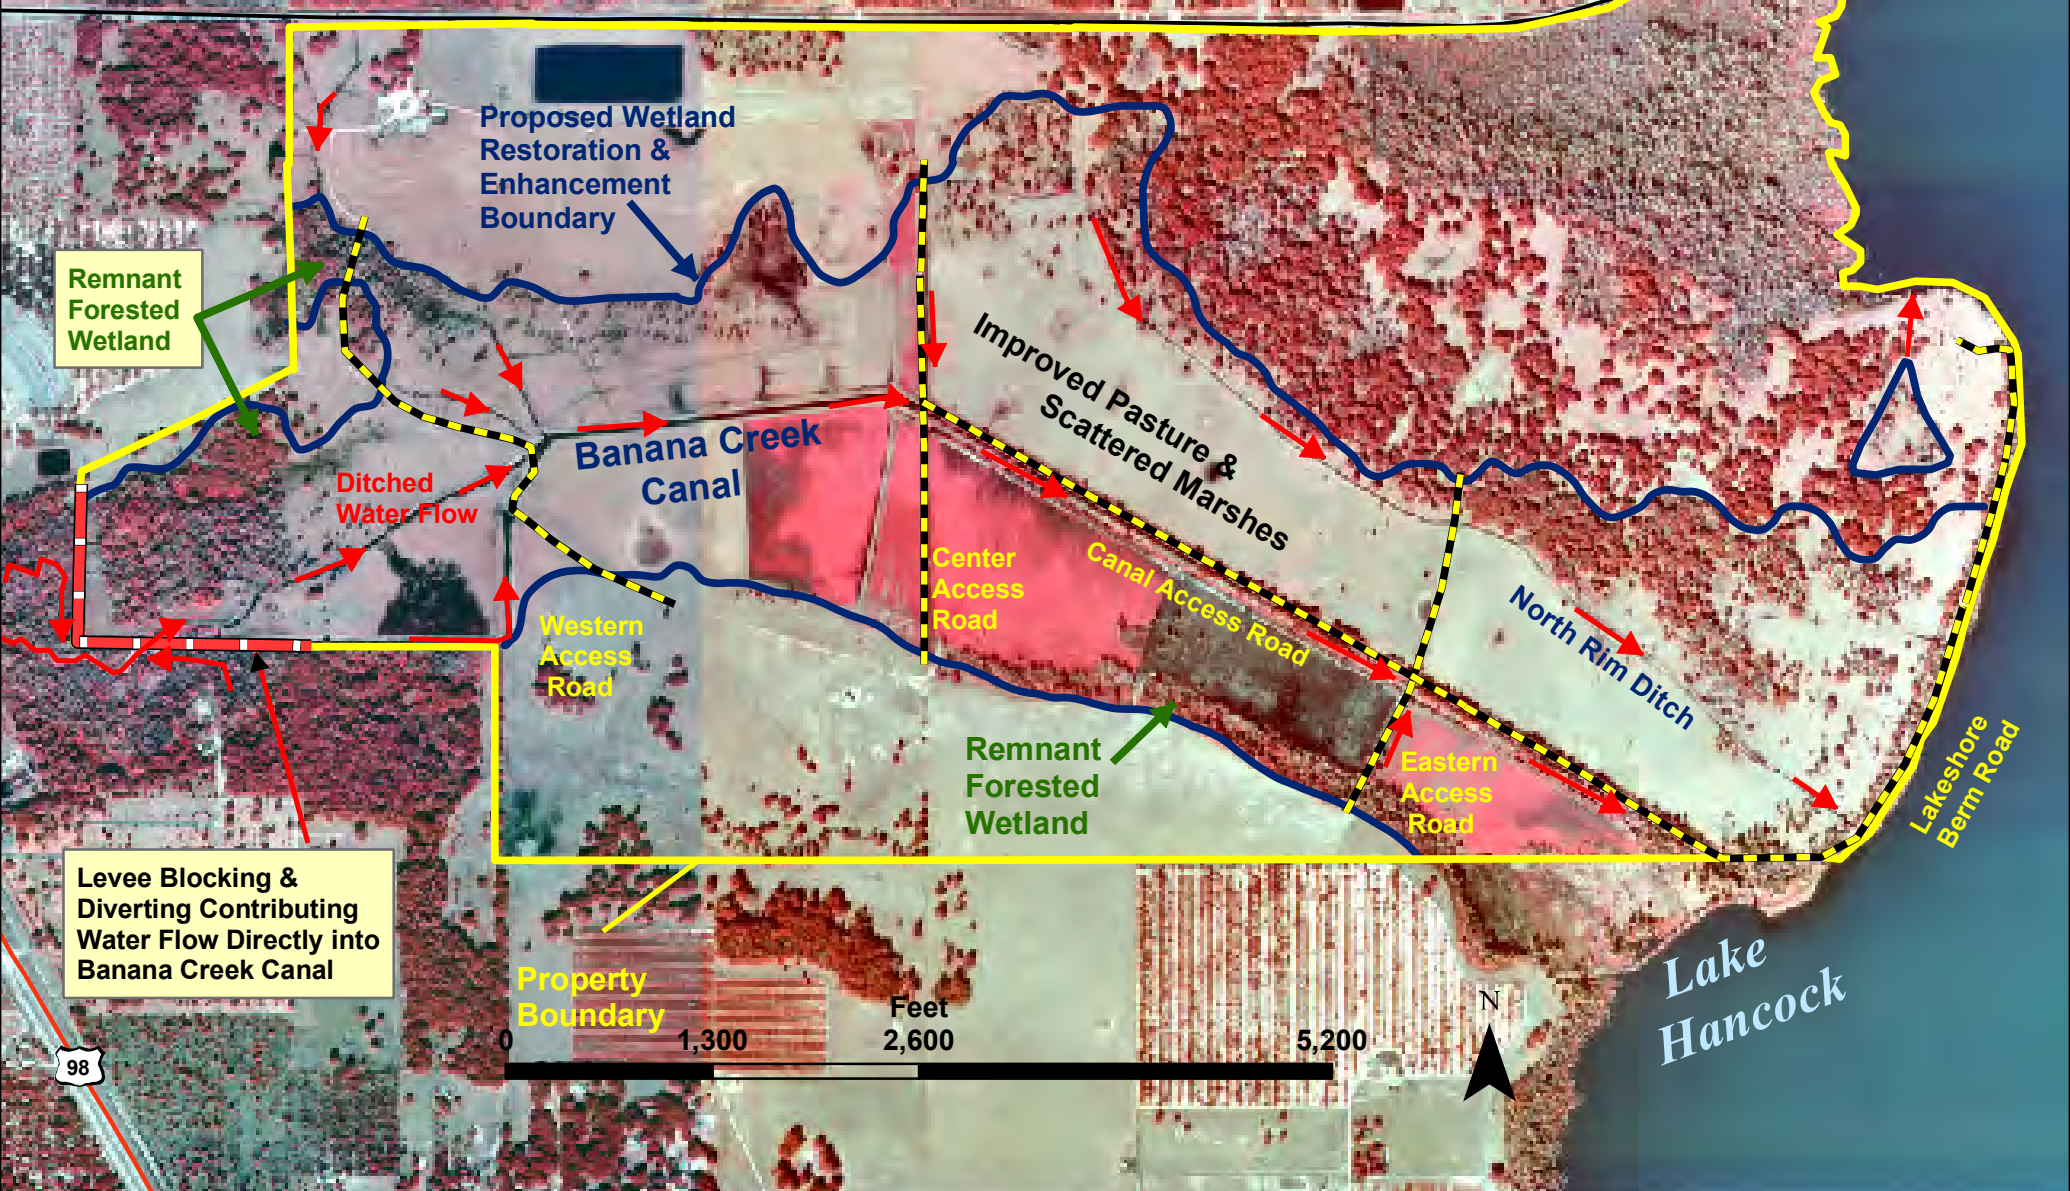 Proposed Wetland
Restoration &
Enhancement
Boundary
Remnant
Forested
Wetland
Improved Pasture &
Scattered Marshes
Banana Creek
Canal
Ditched
Water Flow
Center
Access
Road
Canal Access Road
Western
Access
Road
North Rim Ditch
Remnant
Forested
Wetland
Eastern
Access
Road
Lakeshore
Berm Road
Levee Blocking &
Diverting Contributing
Water Flow Directly into
Banana Creek Canal
Property
Boundary
Lake
Hancock
Feet
0 1,300 2,600 5,200
N
98